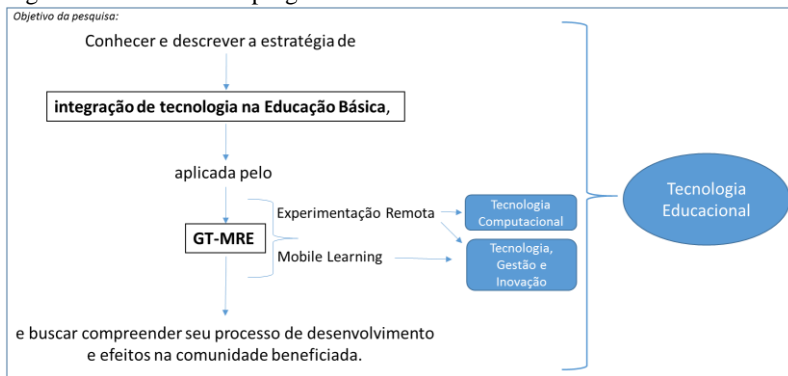 Objetivo da pesquisa:
Conhecer e descrever a estratégia de
integração de tecnologia na Educação Básica,
aplicada pelo
Experimentação Remota
GT-MRE
Mobile Learning
Tecnologia
Computacional
Tecnologia,
Gestão e
Inovação
Tecnologia
Educacional
e buscar compreender seu processo de desenvolvimento
e efeitos na comunidade beneficiada.